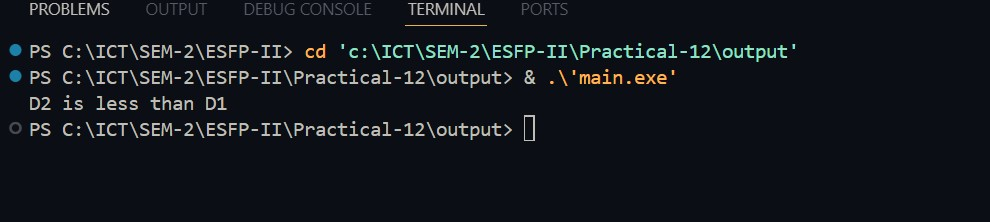 PROBLEMS OUTPUT DEBUG CONSOLE TERMINAL PORTS
PS C:\ICT\SEM-2\ESFP-II> cd 'c:\ICT\SEM-2\ESFP-II\Practical-12\output'
PS C:\ICT\SEM-2\ESFP-II\Practical-12\output> & .\'main.exe'
D2 is less than D1
PS C:\ICT\SEM-2\ESFP-II\Practical-12\output>